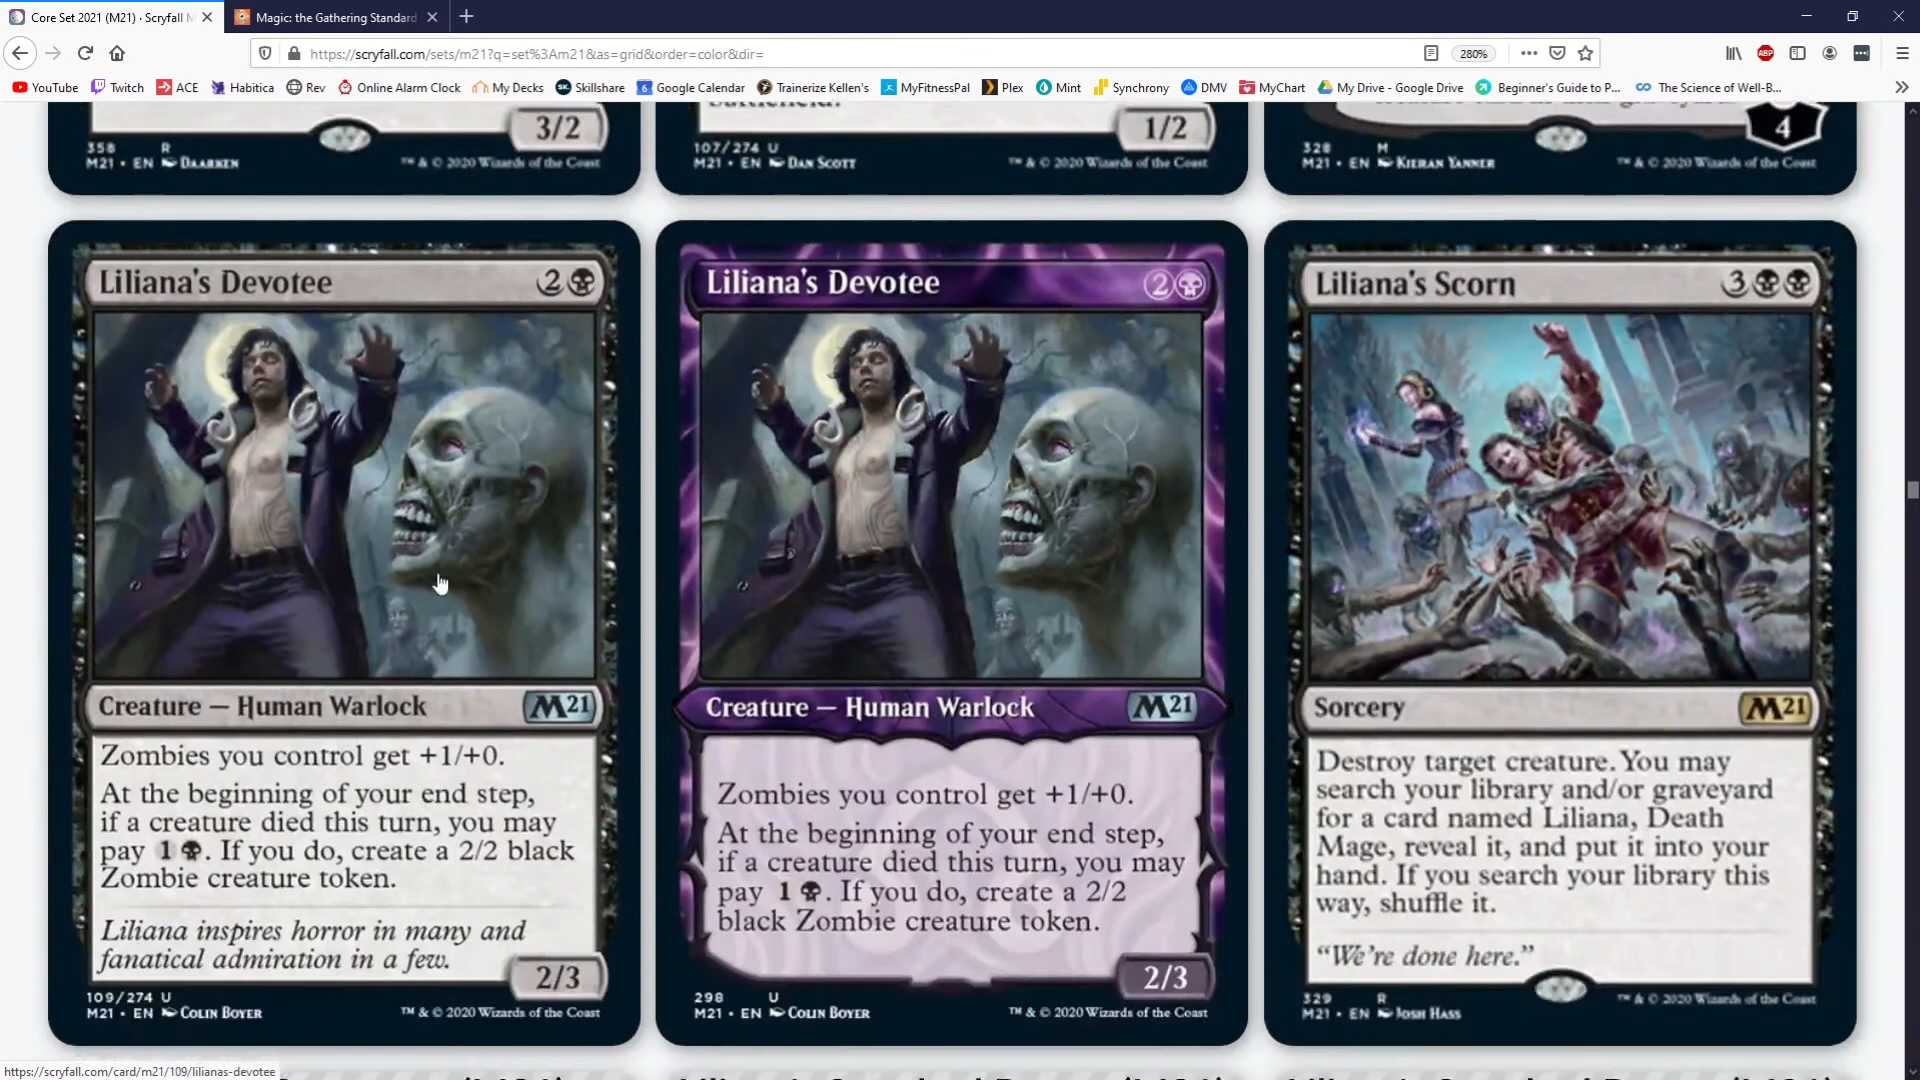 Core Set 2021 (M21) · Scryfall M
Magic: the Gathering Standard
https://scryfall.com/sets/m21?q=set%3Am21&as=grid&order=color&dir=
280%
YouTube Twitch ACE Habitica Rev Online Alarm Clock My Decks Skillshare Google Calendar Trainerize Kellen's MyFitnessPal Plex Mint Synchrony DMV MyChart My Drive - Google Drive Beginner's Guide to P... The Science of Well-B...
3/2
358 R
M21 • EN Daarken
™ & © 2020 Wizards of the Coast
1/2
107/274 U
M21 • EN Dan Scott
™ & © 2020 Wizards of the Coast
4
328 M
M21 • EN Kieran Yanner
™ & © 2020 Wizards of the Coast
Liliana's Devotee 2
Creature — Human Warlock M21
Zombies you control get +1/+0.
At the beginning of your end step,
if a creature died this turn, you may
pay 1. If you do, create a 2/2 black
Zombie creature token.
Liliana inspires horror in many and
fanatical admiration in a few.
2/3
109/274 U
M21 • EN Colin Boyer
™ & © 2020 Wizards of the Coast
Liliana's Devotee 2
Creature — Human Warlock M21
Zombies you control get +1/+0.
At the beginning of your end step,
if a creature died this turn, you may
pay 1. If you do, create a 2/2
black Zombie creature token.
2/3
298 U
M21 • EN Colin Boyer
™ & © 2020 Wizards of the Coast
Liliana's Scorn 3
Sorcery M21
Destroy target creature. You may
search your library and/or graveyard
for a card named Liliana, Death
Mage, reveal it, and put it into your
hand. If you search your library this
way, shuffle it.
"We're done here."
329 R
M21 • EN Josh Hass
™ & © 2020 Wizards of the Coast
https://scryfall.com/card/m21/109/lilianas-devotee